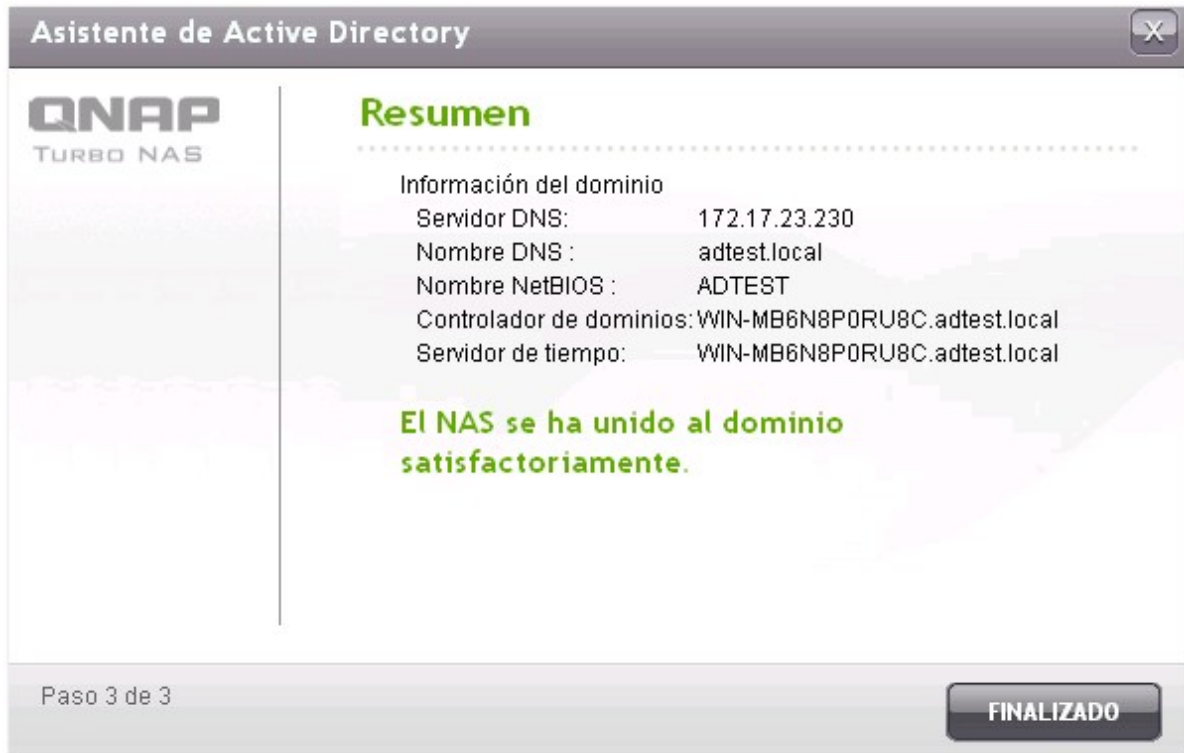 Asistente de Active Directory
X
QNAP
TURBO NAS
Resumen
Información del dominio
Servidor DNS: 172.17.23.230
Nombre DNS : adtest.local
Nombre NetBIOS : ADTEST
Controlador de dominios: WIN-MB6N8P0RU8C.adtest.local
Servidor de tiempo: WIN-MB6N8P0RU8C.adtest.local
El NAS se ha unido al dominio
satisfactoriamente.
Paso 3 de 3
FINALIZADO